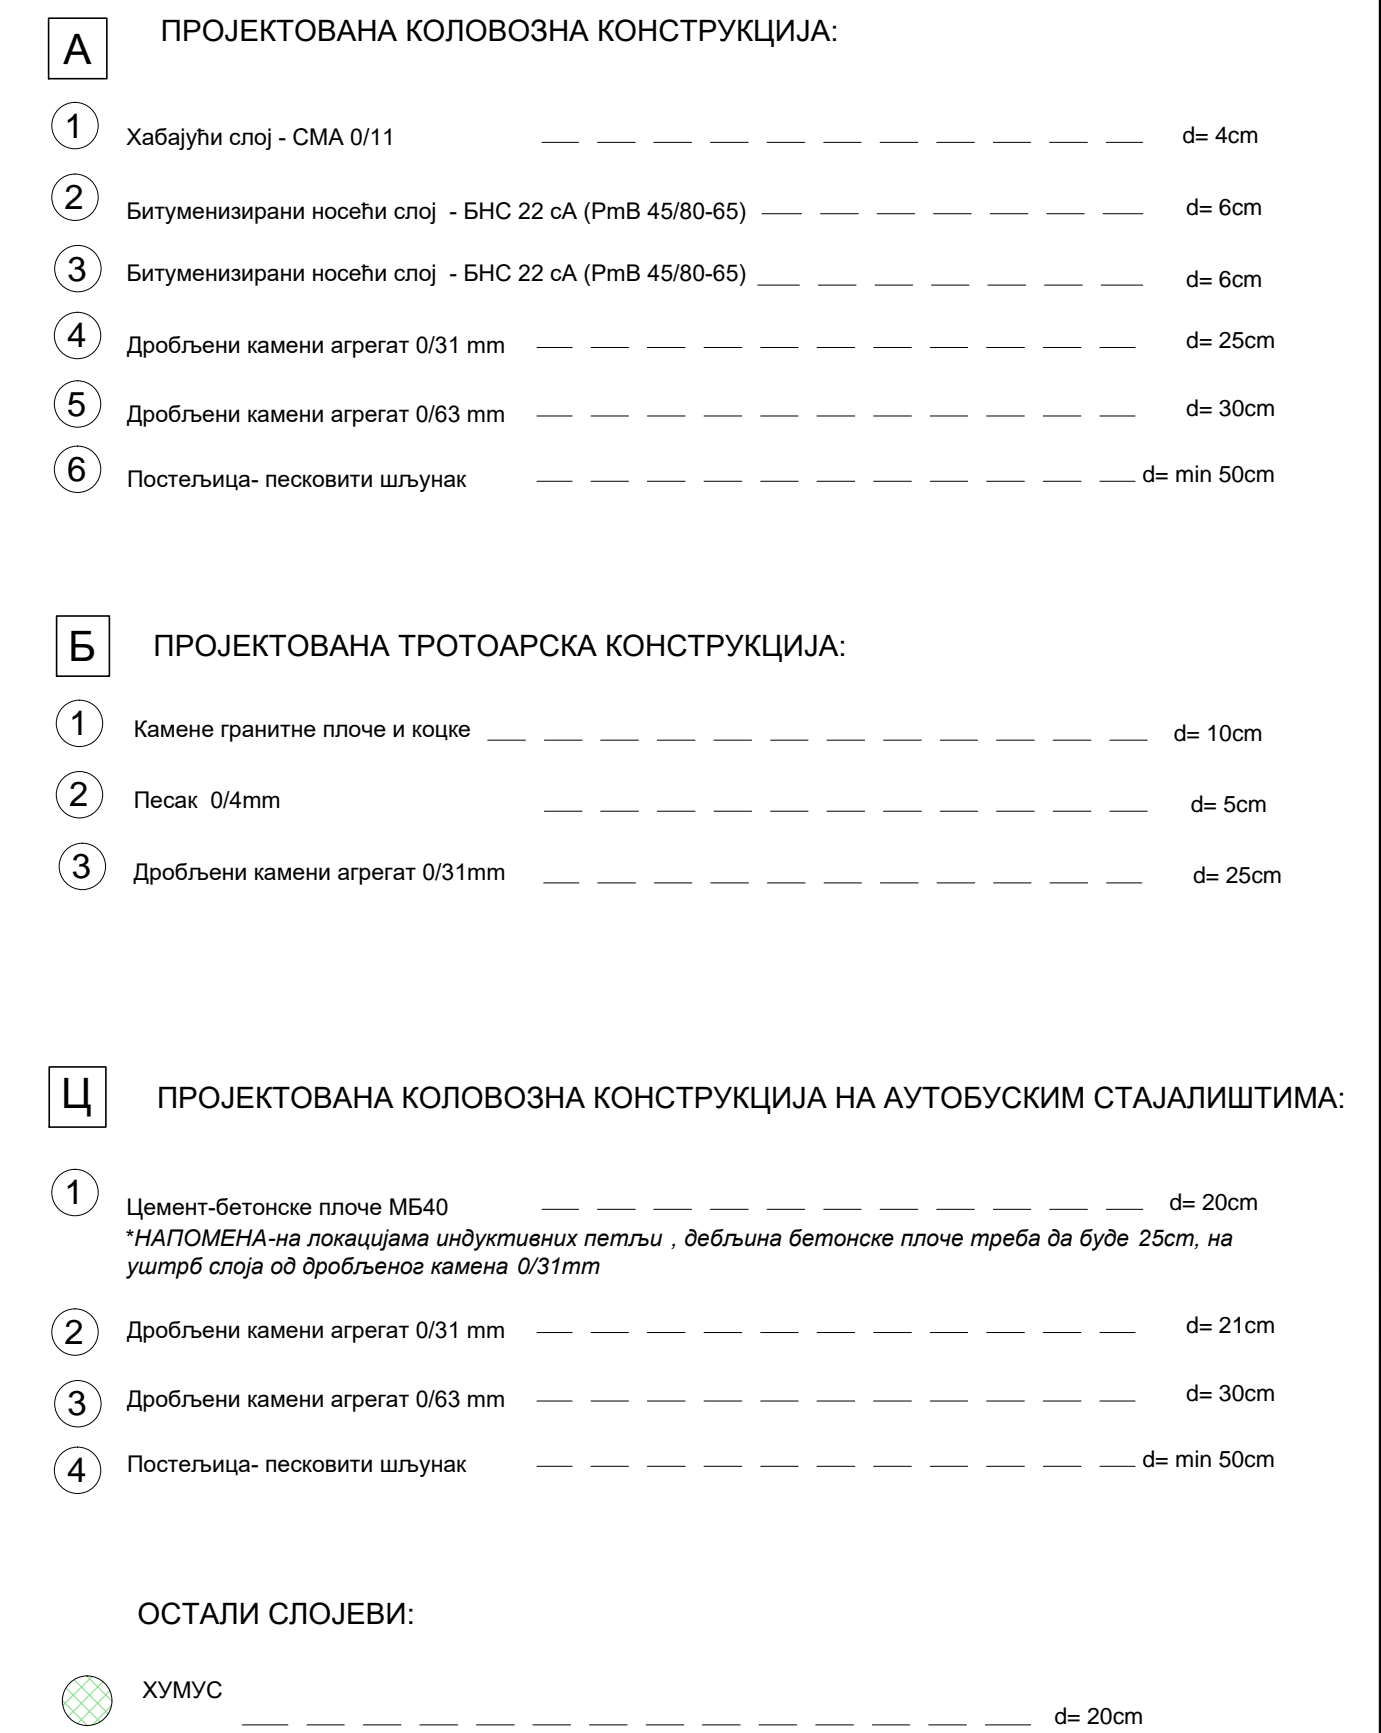 А ПРОЈЕКТОВАНА КОЛОВОЗНА КОНСТРУКЦИЈА:
1 Хабајући слој - СМА 0/11 d= 4cm
2 Битуменизирани носећи слој - БНС 22 сА (PmB 45/80-65) d= 6cm
3 Битуменизирани носећи слој - БНС 22 сА (PmB 45/80-65) d= 6cm
4 Дробљени камени агрегат 0/31 mm d= 25cm
5 Дробљени камени агрегат 0/63 mm d= 30cm
6 Постељица- песковити шљунак d= min 50cm
Б ПРОЈЕКТОВАНА ТРОТОАРСКА КОНСТРУКЦИЈА:
1 Камене гранитне плоче и коцке d= 10cm
2 Песак 0/4mm d= 5cm
3 Дробљени камени агрегат 0/31mm d= 25cm
Ц ПРОЈЕКТОВАНА КОЛОВОЗНА КОНСТРУКЦИЈА НА АУТОБУСКИМ СТАЈАЛИШТИМА:
1 Цемент-бетонске плоче МБ40 d= 20cm
*НАПОМЕНА-на локацијама индуктивних петљи , дебљина бетонске плоче треба да буде 25cm, на
уштрб слоја од дробљеног камена 0/31mm
2 Дробљени камени агрегат 0/31 mm d= 21cm
3 Дробљени камени агрегат 0/63 mm d= 30cm
4 Постељица- песковити шљунак d= min 50cm
ОСТАЛИ СЛОЈЕВИ:
ХУМУС d= 20cm